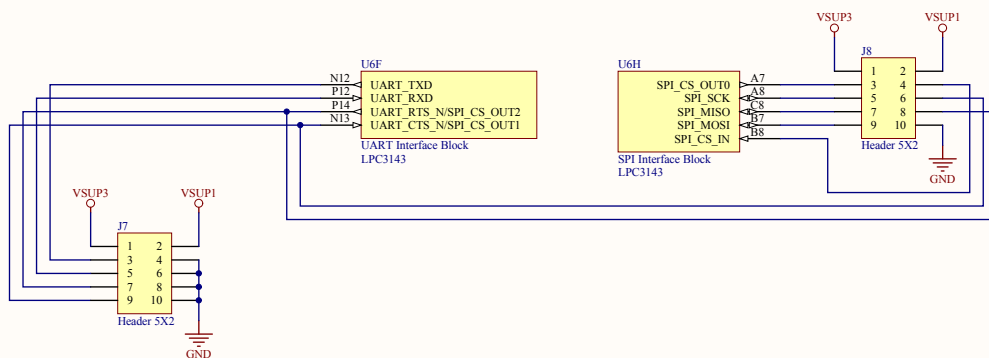 VSUP3
VSUP1
J8
U6F
U6H
N12
UART_TXD
P12
UART_RXD
P14
UART_RTS_N/SPI_CS_OUT2
N13
UART_CTS_N/SPI_CS_OUT1
UART Interface Block
LPC3143
SPI_CS_OUT0
A7
SPI_SCK
A8
SPI_MISO
C8
SPI_MOSI
B7
SPI_CS_IN
B8
SPI Interface Block
LPC3143
1 2
3 4
5 6
7 8
9 10
Header 5X2
GND
VSUP3
VSUP1
J7
1 2
3 4
5 6
7 8
9 10
Header 5X2
GND